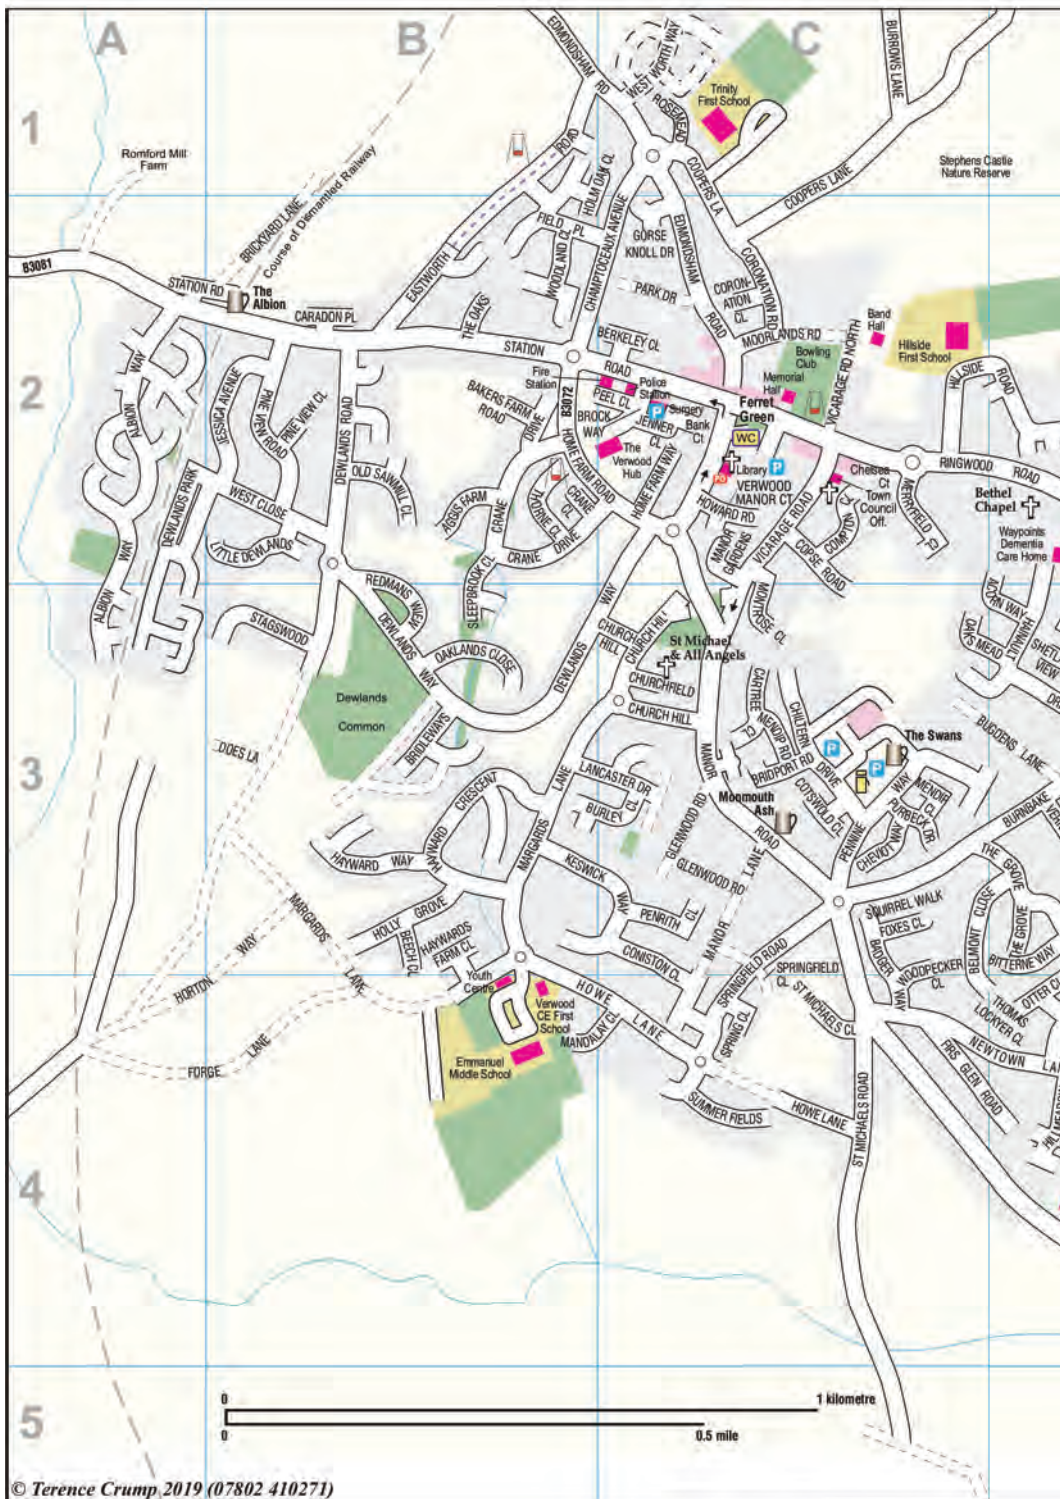 A
B
C
1
2
3
4
5
EDMONDSHAM RD
WEST WORTH WAY
ROSEMEAD
Trinity
First School
BURROWS LANE
Romford Mill
Farm
ROAD
HOLM OAK CL
COOPERS LA
COOPERS LANE
Stephens Castle
Nature Reserve
BRICKYARD LANE
Course of Dismantled Railway
B3081
STATION RD
The
Albion
CARADON PL
EASTWORTH
FIELD PL
WOODLAND CL
CHAMPTOCEAUX AVENUE
GORSE
KNOLL DR
EDMONDSHAM
ROAD
PARK DR
CORON-
ATION
CL
CORONATION RD
MOORLANDS RD
Band
Hall
Hillside
First School
THE OAKS
STATION
ROAD
BERKELEY CL
Bowling
Club
VICARAGE RD NORTH
HILLSIDE
ROAD
Fire
Station
Police
Station
Memorial
Hall
ALBION
WAY
JESSICA AVENUE
PINE VIEW ROAD
PINE VIEW CL
DEWLANDS ROAD
BAKERS FARM
ROAD
DRIVE
B3072
PEEL CL
P
Surgery
BROCK
WAY
JENNER
CL
Bank
Ct
Ferret
Green
WC
The
Verwood
Hub
HOME FARM ROAD
HOME FARM WAY
Library
PO
P
VERWOOD
MANOR CT
Chelsea
Ct
Town
Council
Off.
RINGWOOD
ROAD
OLD SAWMILL CL
DEWLANDS PARK
WEST CLOSE
LITTLE DEWLANDS
AGGIS FARM
CRANE
THORNE CL
CRANE
CL
CRANE
DRIVE
HOWARD RD
MANOR
GARDENS
VICARAGE ROAD
COMPTON CL
COPSE ROAD
MERRYFIELD
Bethel
Chapel
Waypoints
Dementia
Care Home
ALBION
WAY
SLEEPBROOK CL
REDMANS VIEW
STAGSWOOD
DEWLANDS
WAY
OAKLANDS CLOSE
DEWLANDS
WAY
CHURCH
HILL
CHURCH HILL
St Michael
& All Angels
MONTROSE CL
ACORN WAY
OAKS MEAD
HANNAH
SHETL
VIEW
CHURCHFIELD
CHURCH HILL
Dewlands
Common
BRIDLEWAYS
DOES LA
CARTREE
CL
MENDIP RD
CHILTERN
DRIVE
BRIDPORT RD
P
The Swans
P
BUGDENS LANE
MANOR
ROAD
Monmouth
Ash
COTSWOLD CL
PENNINE
WAY
MENDIP
CL
PURBECK DR
CHEVIOT WAY
BURNBAKE
LANCASTER DR
BURLEY
CL
GLENWOOD RD
GLENWOOD RD
HAYWARD
CRESCENT
HAYWARD WAY
MARGARDS
LANE
KESWICK
WAY
PENRITH
CL
CONISTON CL
MANOR
LANE
SPRINGFIELD ROAD
SPRINGFIELD
CL
SQUIRREL WALK
FOXES CL
BADGER
WAY
WOODPECKER
CL
BELMONT CLOSE
THE GROVE
THE GROVE
BITTERNE WAY
OTTER CL
THOMAS
LOCKYER CL
HOLLY GROVE
BEECH CL
HAYWARDS
FARM CL
MARGARDS
LANE
HORTON WAY
FORGE LANE
Youth
Centre
HOWE
LANE
Verwood
CE First
School
MANDALAY CL
Emmanuel
Middle School
SPRING CL
ST MICHAELS CL
ST MICHAELS ROAD
SUMMER FIELDS
HOWE LANE
NEWTOWN LA
FIRS
GLEN ROAD
0
1 kilometre
0
0.5 mile
© Terence Crump 2019 (07802 410271)